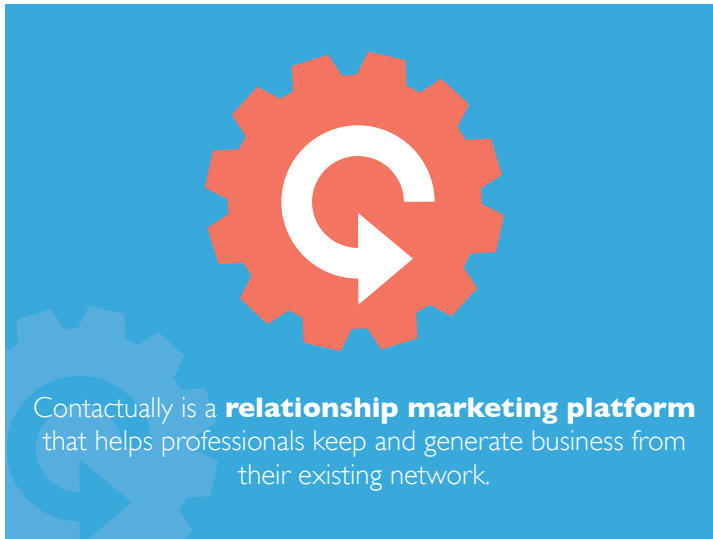 Contactually is a relationship marketing platform
that helps professionals keep and generate business from
their existing network.